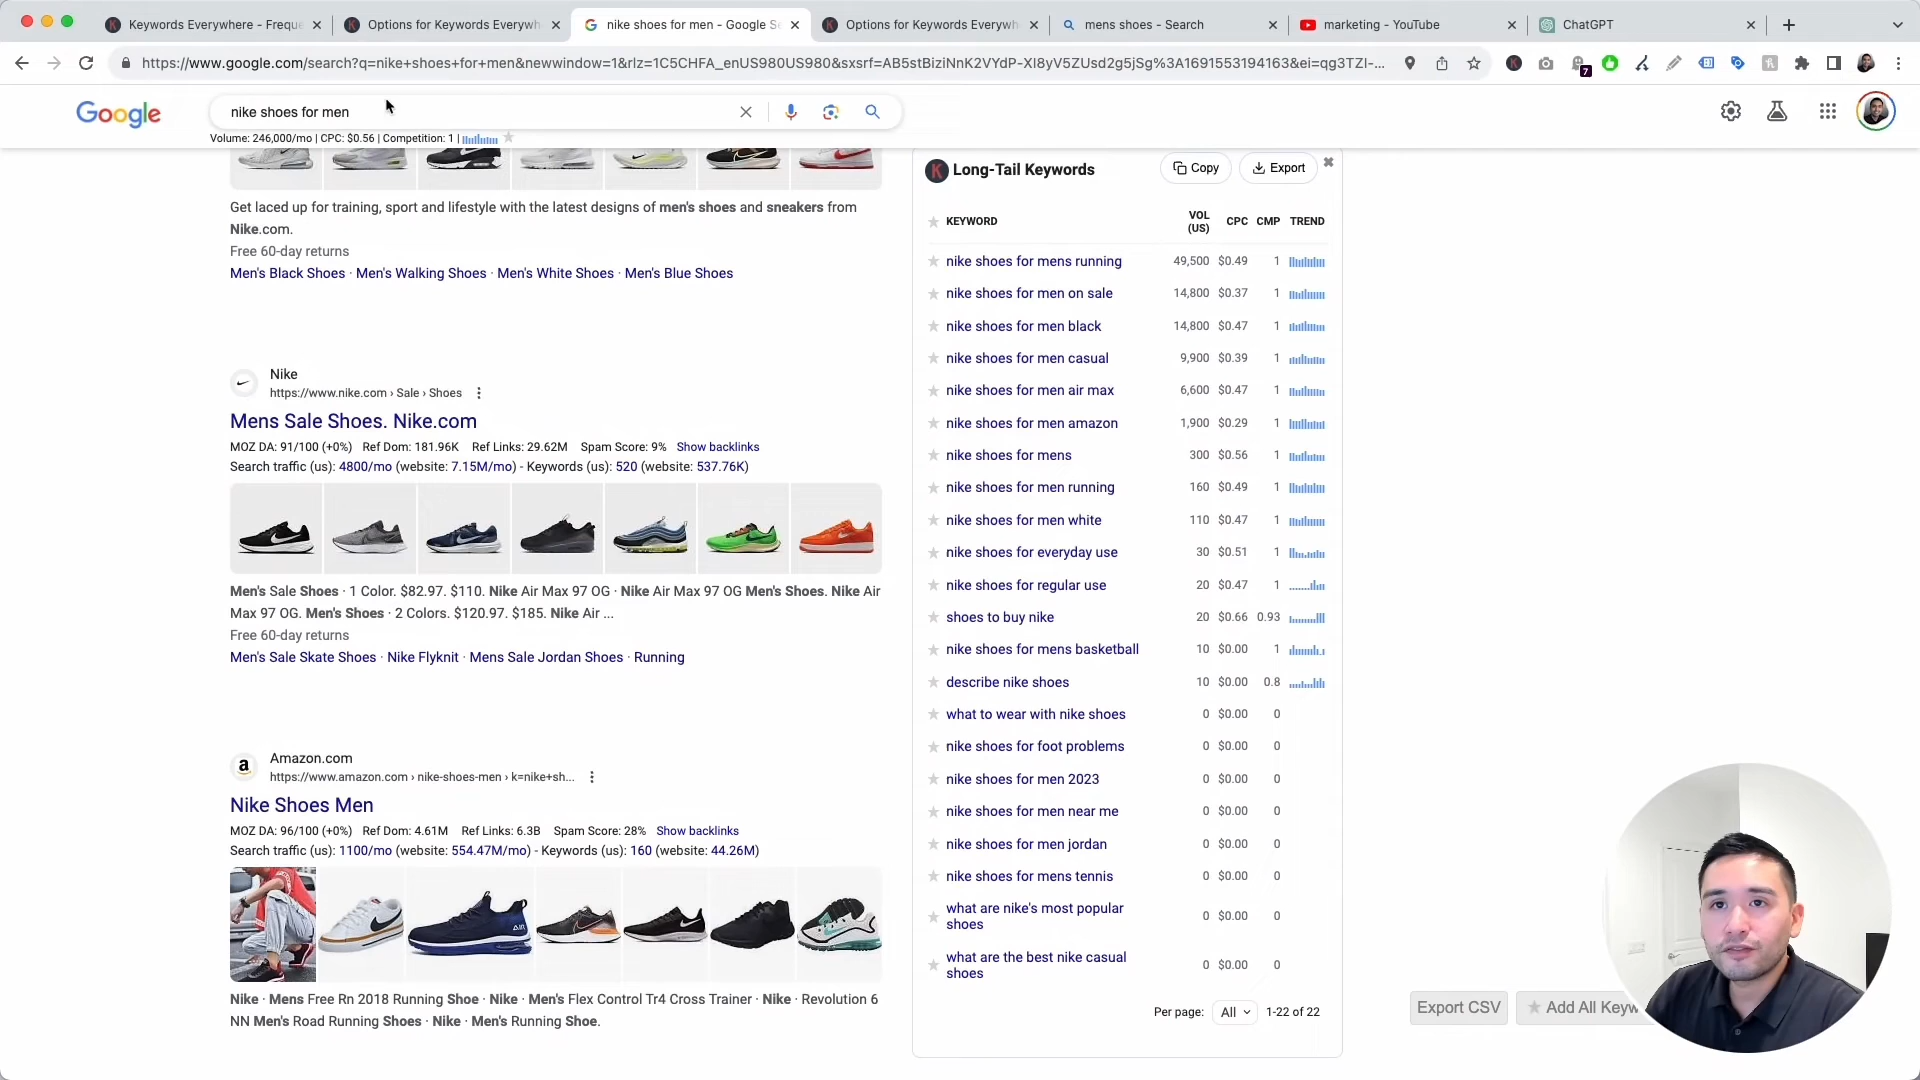 Keywords Everywhere - Freque
Options for Keywords Everywh
nike shoes for men - Google Se
Options for Keywords Everywh
mens shoes - Search
marketing - YouTube
ChatGPT
https://www.google.com/search?q=nike+shoes+for+men&newwindow=1&rlz=1C5CHFA_enUS980US980&sxsrf=AB5stBiziNnK2VYdP-XI8yV5ZUsd2g5jSg%3A1691553194163&ei=qg3TZI-...
7
Google
nike shoes for men
Volume: 246,000/mo | CPC: $0.56 | Competition: 1 |
Get laced up for training, sport and lifestyle with the latest designs of men's shoes and sneakers from
Nike.com.
Free 60-day returns
Men's Black Shoes · Men's Walking Shoes · Men's White Shoes · Men's Blue Shoes
Nike
https://www.nike.com › Sale › Shoes
Mens Sale Shoes. Nike.com
MOZ DA: 91/100 (+0%) Ref Dom: 181.96K Ref Links: 29.62M Spam Score: 9% Show backlinks
Search traffic (us): 4800/mo (website: 7.15M/mo) - Keywords (us): 520 (website: 537.76K)
Men's Sale Shoes · 1 Color. $82.97. $110. Nike Air Max 97 OG · Nike Air Max 97 OG Men's Shoes. Nike Air
Max 97 OG. Men's Shoes · 2 Colors. $120.97. $185. Nike Air ...
Free 60-day returns
Men's Sale Skate Shoes · Nike Flyknit · Mens Sale Jordan Shoes · Running
Amazon.com
https://www.amazon.com › nike-shoes-men › k=nike+sh...
Nike Shoes Men
MOZ DA: 96/100 (+0%) Ref Dom: 4.61M Ref Links: 6.3B Spam Score: 28% Show backlinks
Search traffic (us): 1100/mo (website: 554.47M/mo) - Keywords (us): 160 (website: 44.26M)
AIR
Nike · Mens Free Rn 2018 Running Shoe · Nike · Men's Flex Control Tr4 Cross Trainer · Nike · Revolution 6
NN Men's Road Running Shoes · Nike · Men's Running Shoe.
K Long-Tail Keywords Copy Export
KEYWORD VOL (US) CPC CMP TREND
nike shoes for mens running 49,500 $0.49 1
nike shoes for men on sale 14,800 $0.37 1
nike shoes for men black 14,800 $0.47 1
nike shoes for men casual 9,900 $0.39 1
nike shoes for men air max 6,600 $0.47 1
nike shoes for men amazon 1,900 $0.29 1
nike shoes for mens 300 $0.56 1
nike shoes for men running 160 $0.49 1
nike shoes for men white 110 $0.47 1
nike shoes for everyday use 30 $0.51 1
nike shoes for regular use 20 $0.47 1
shoes to buy nike 20 $0.66 0.93
nike shoes for mens basketball 10 $0.00 1
describe nike shoes 10 $0.00 0.8
what to wear with nike shoes 0 $0.00 0
nike shoes for foot problems 0 $0.00 0
nike shoes for men 2023 0 $0.00 0
nike shoes for men near me 0 $0.00 0
nike shoes for men jordan 0 $0.00 0
nike shoes for mens tennis 0 $0.00 0
what are nike's most popular
shoes 0 $0.00 0
what are the best nike casual
shoes 0 $0.00 0
Per page: All 1-22 of 22
Export CSV
Add All Keyw